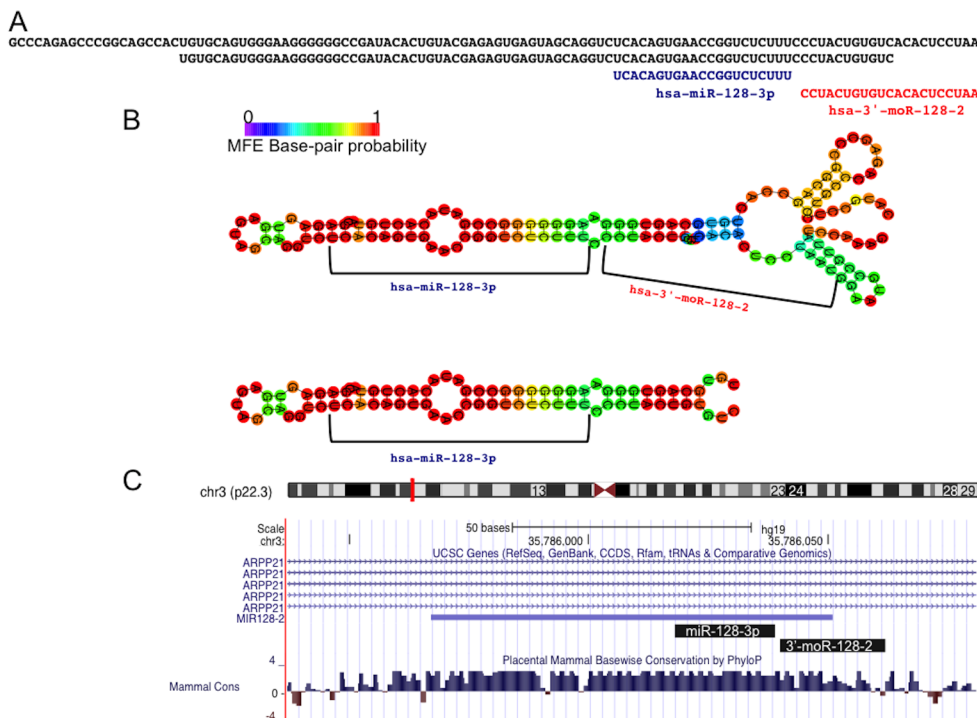 A
GCCCAGAGCCCGGCAGCCACTGTGCAGTGGGAAGGGGGGCCGATACACTGTACGAGAGTGAGTAGCAGGTCTCACAGTGAACCGGTCTCTTTCCCTACTGTGTCACACTCCTAA
TGTGCAGTGGGAAGGGGGGCCGATACACTGTACGAGAGTGAGTAGCAGGTCTCACAGTGAACCGGTCTCTTTCCCTACTGTGTC
UCACAGUGAACCGGUCUCUUU
hsa-miR-128-3p
CCUACUGUGUCACACUCCUAA
hsa-3'-moR-128-2
B
0 1
MFE Base-pair probability
hsa-miR-128-3p
hsa-3'-moR-128-2
hsa-miR-128-3p
C
chr3 (p22.3)
13
23 24
28 29
Scale
50 bases
hg19
chr3:
35,786,000
35,786,050
UCSC Genes (RefSeq, GenBank, CCDS, Rfam, tRNAs & Comparative Genomics)
ARPP21
ARPP21
ARPP21
ARPP21
ARPP21
MIR128-2
miR-128-3p
3'-moR-128-2
Placental Mammal Basewise Conservation by PhyloP
4
Mammal Cons
0
-4